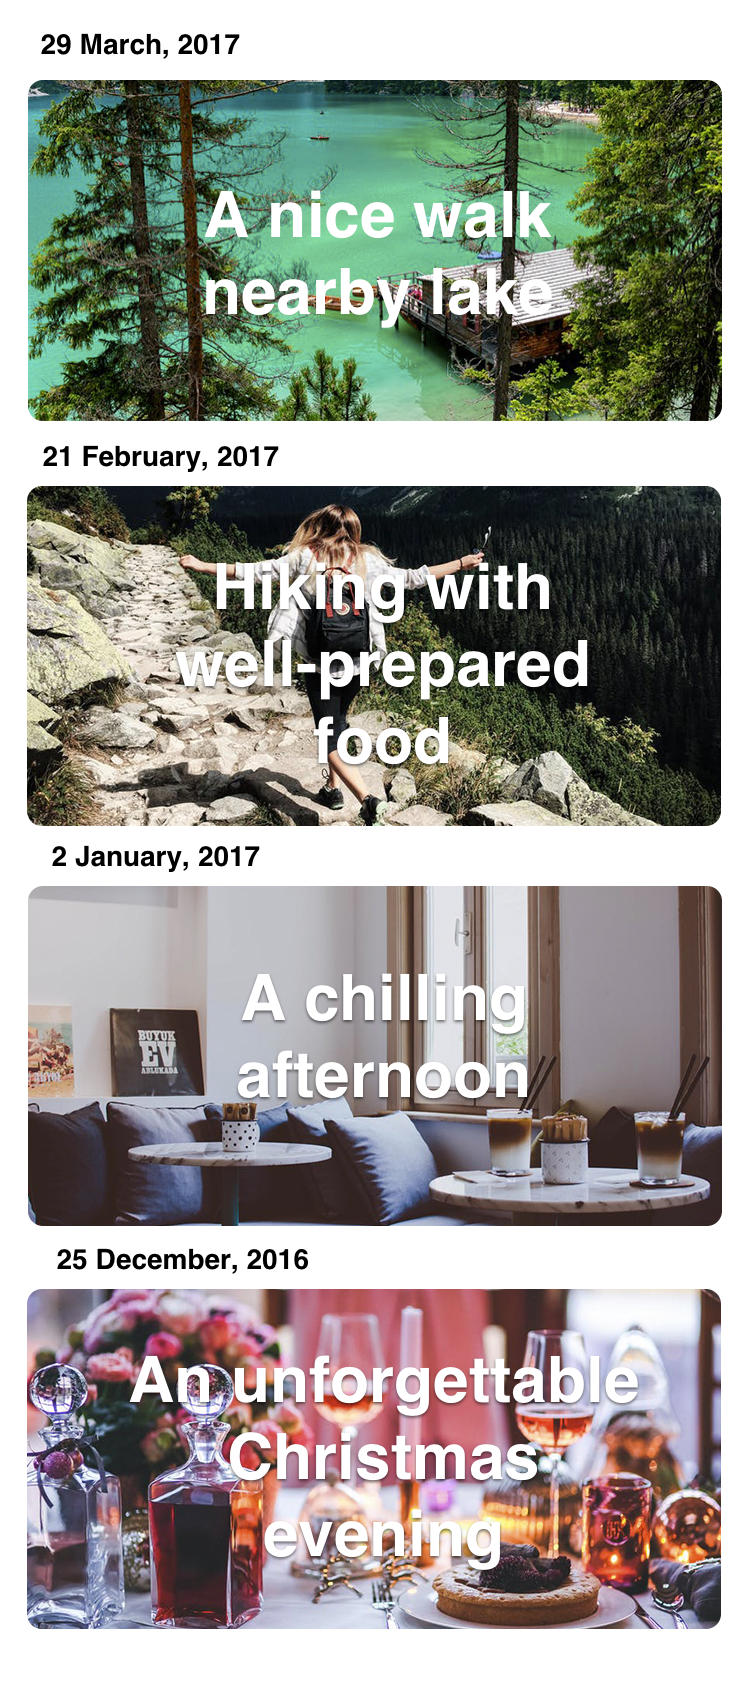 29 March, 2017
A nice walk
nearby lake
21 February, 2017
Hiking with
well-prepared
food
2 January, 2017
A chilling
afternoon
BUYUK
EV
ABLUKADA
25 December, 2016
An unforgettable
Christmas
evening